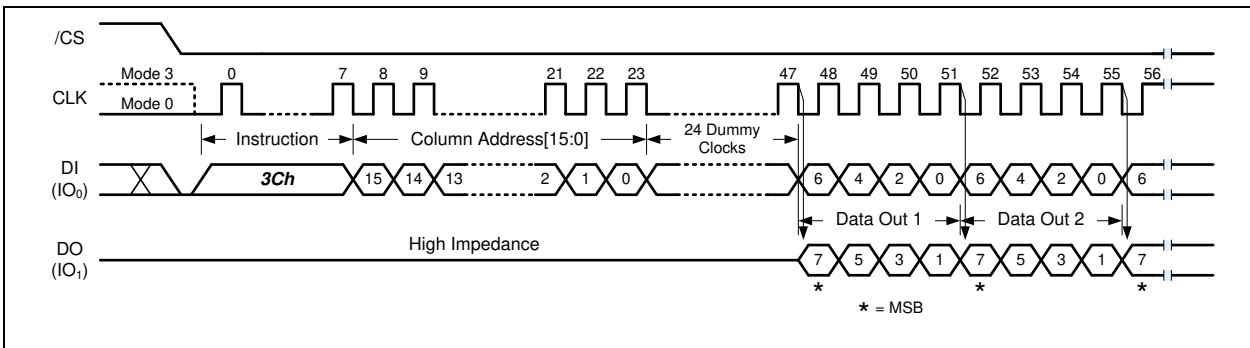 /CS
Mode 3 0 7 8 9 21 22 23 47 48 49 50 51 52 53 54 55 56
CLK
Mode 0
Instruction Column Address[15:0] 24 Dummy
Clocks
DI
(IO0)
3Ch 15 14 13 2 1 0 6 4 2 0 6 4 2 0 6
Data Out 1 Data Out 2
DO
(IO1)
High Impedance
7 5 3 1 7 5 3 1 7
* * *
* = MSB